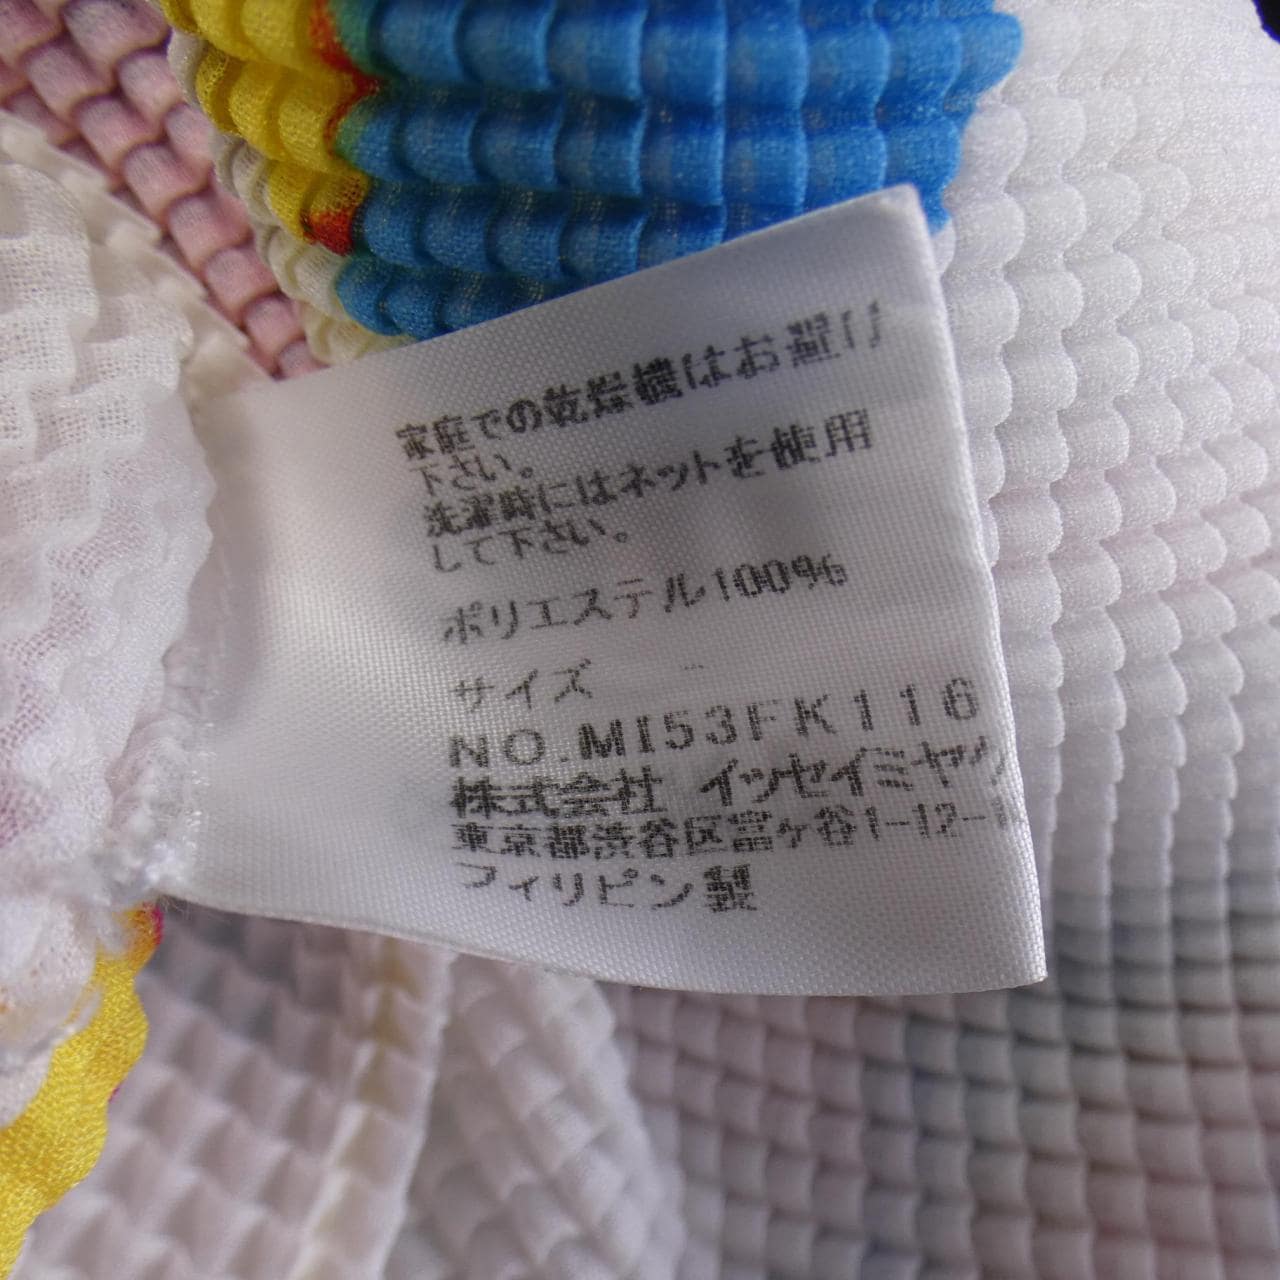 家庭での乾燥機はお避け
下さい。
洗濯時にはネットを使用
して下さい。
ポリエステル100%
サイズ --
NO.MI53FK116
株式会社 イッセイミヤ
東京都渋谷区富ヶ谷1-12-1
フィリピン製